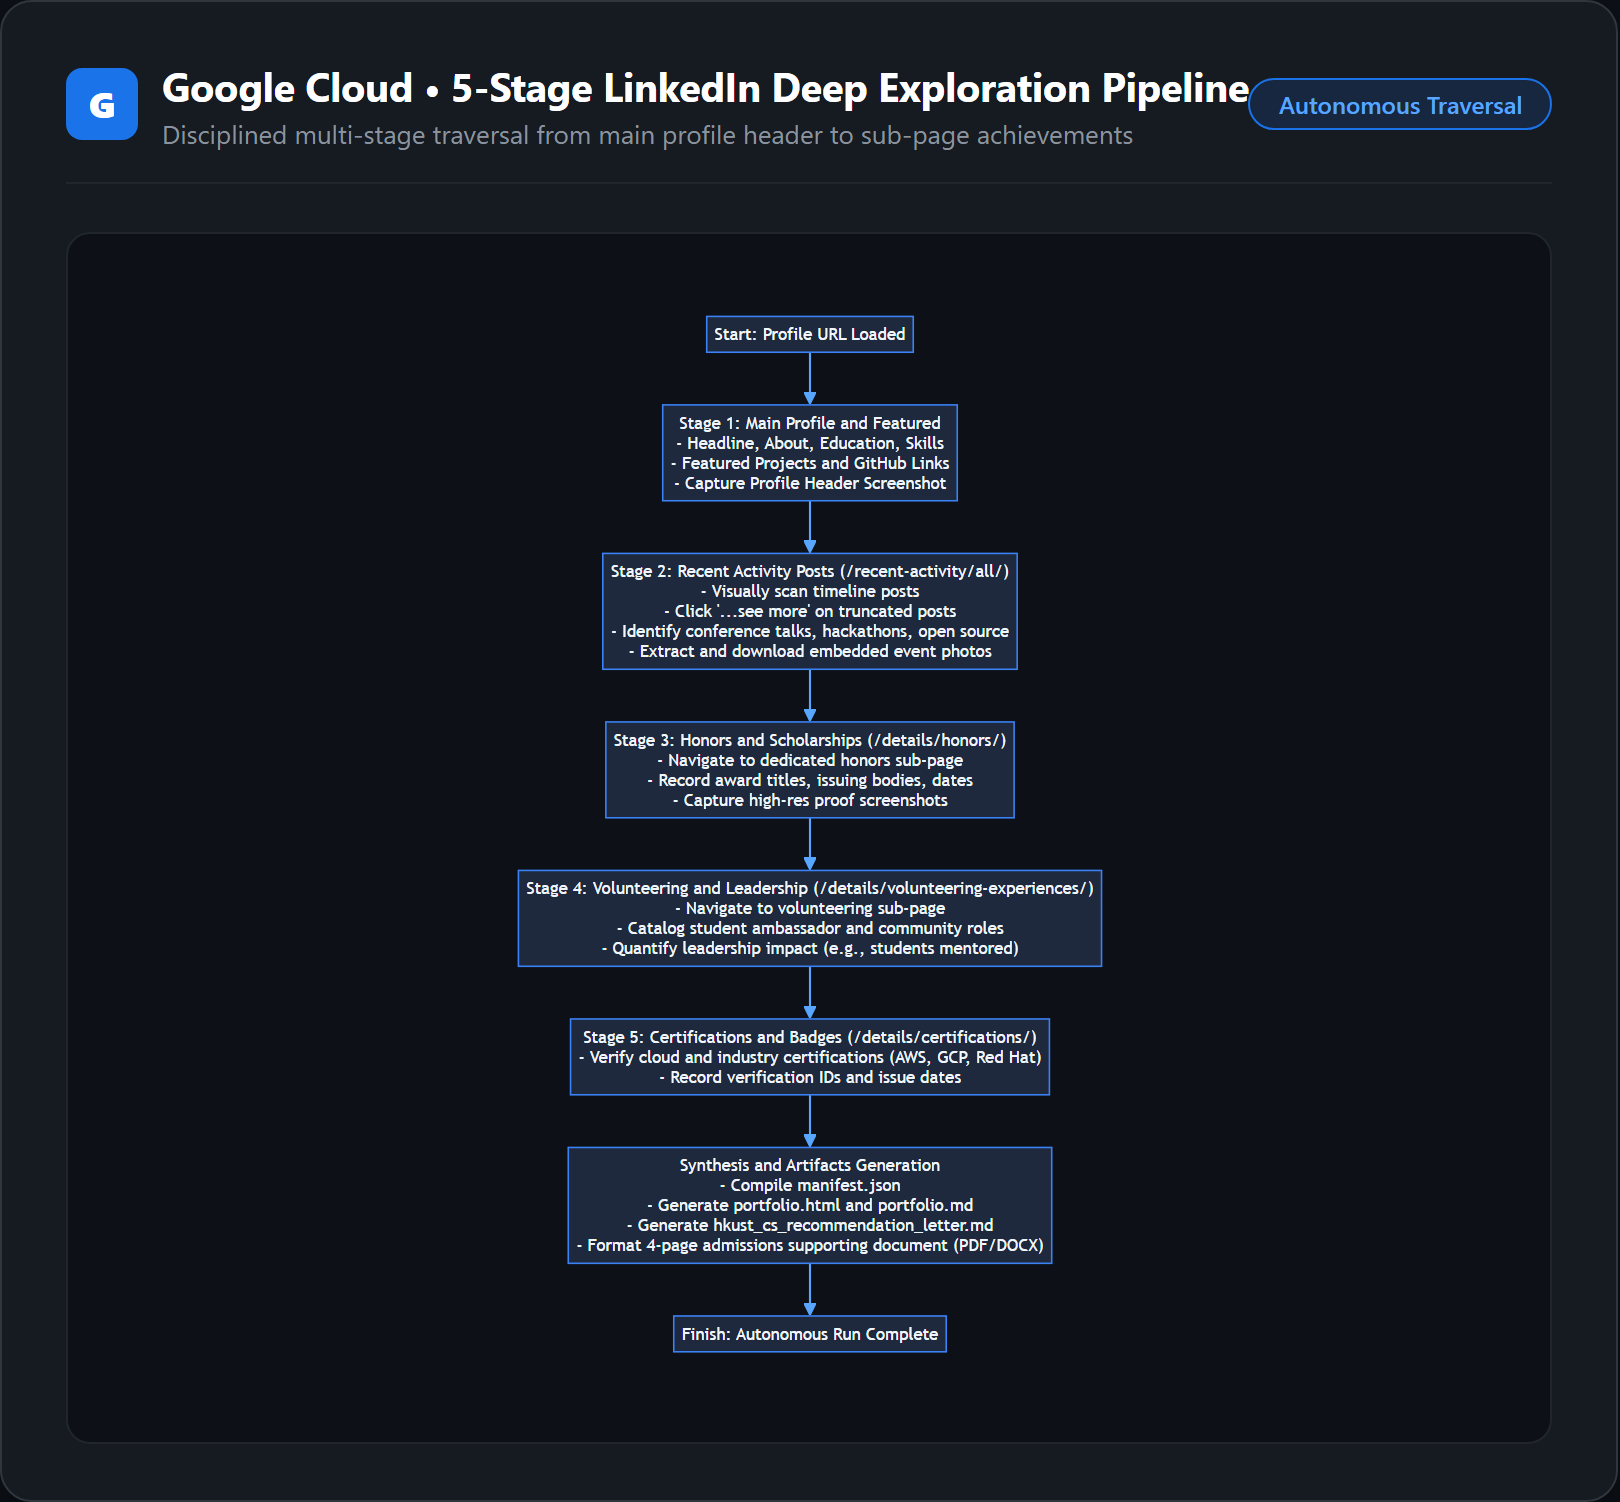 G
Google Cloud • 5-Stage LinkedIn Deep Exploration Pipeline
Autonomous Traversal
Disciplined multi-stage traversal from main profile header to sub-page achievements
Start: Profile URL Loaded
Stage 1: Main Profile and Featured
- Headline, About, Education, Skills
- Featured Projects and GitHub Links
- Capture Profile Header Screenshot
Stage 2: Recent Activity Posts (/recent-activity/all/)
- Visually scan timeline posts
- Click '...see more' on truncated posts
- Identify conference talks, hackathons, open source
- Extract and download embedded event photos
Stage 3: Honors and Scholarships (/details/honors/)
- Navigate to dedicated honors sub-page
- Record award titles, issuing bodies, dates
- Capture high-res proof screenshots
Stage 4: Volunteering and Leadership (/details/volunteering-experiences/)
- Navigate to volunteering sub-page
- Catalog student ambassador and community roles
- Quantify leadership impact (e.g., students mentored)
Stage 5: Certifications and Badges (/details/certifications/)
- Verify cloud and industry certifications (AWS, GCP, Red Hat)
- Record verification IDs and issue dates
Synthesis and Artifacts Generation
- Compile manifest.json
- Generate portfolio.html and portfolio.md
- Generate hkust_cs_recommendation_letter.md
- Format 4-page admissions supporting document (PDF/DOCX)
Finish: Autonomous Run Complete